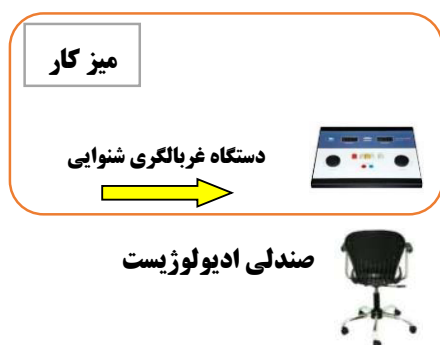 میز کار
دستگاه غربالگری شنوایی
صندلی ادیولوژیست